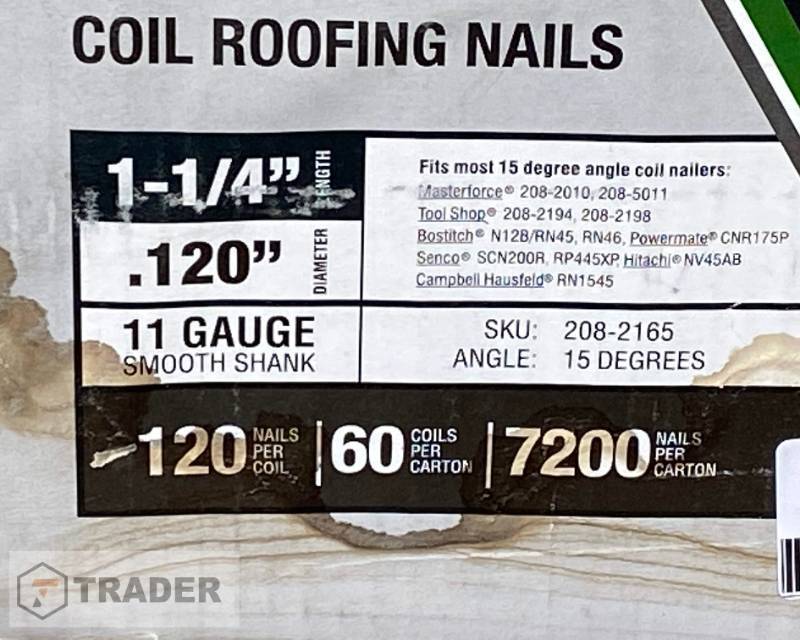 COIL ROOFING NAILS
1-1/4”
.120” DIAMETER
Fits most 15 degree angle coil nailers:
Masterforce® 208-2010, 208-5011
Tool Shop® 208-2194, 208-2198
Bostitch® N12B/RN45, RN46, Powermate® CNR175P
Senco® SCN200R, RP445XP, Hitachi® NV45AB
Campbell Hausfeld® RN1545
11 GAUGE
SMOOTH SHANK
SKU: 208-2165
ANGLE: 15 DEGREES
120 NAILS PER COIL
60 COILS PER CARTON
7200 NAILS PER CARTON
TRADER